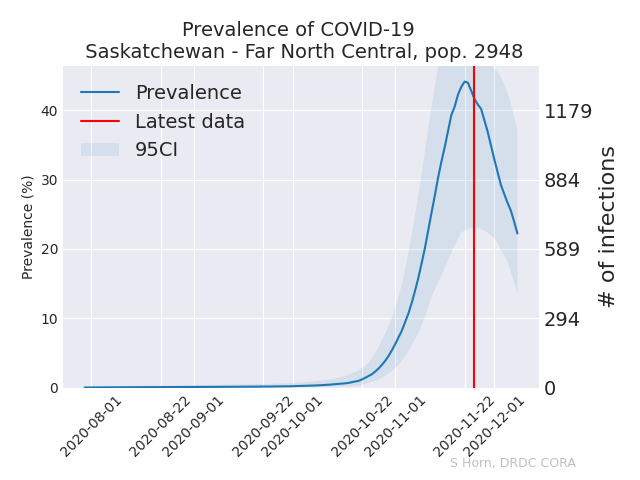 Prevalence of COVID-19
Saskatchewan - Far North Central, pop. 2948
Prevalence
Latest data
95CI
Prevalence (%)
40
30
20
10
0
1179
884
589
294
0
# of infections
2020-08-01
2020-08-22
2020-09-01
2020-09-22
2020-10-01
2020-10-22
2020-11-01
2020-11-22
2020-12-01
S Horn, DRDC CORA